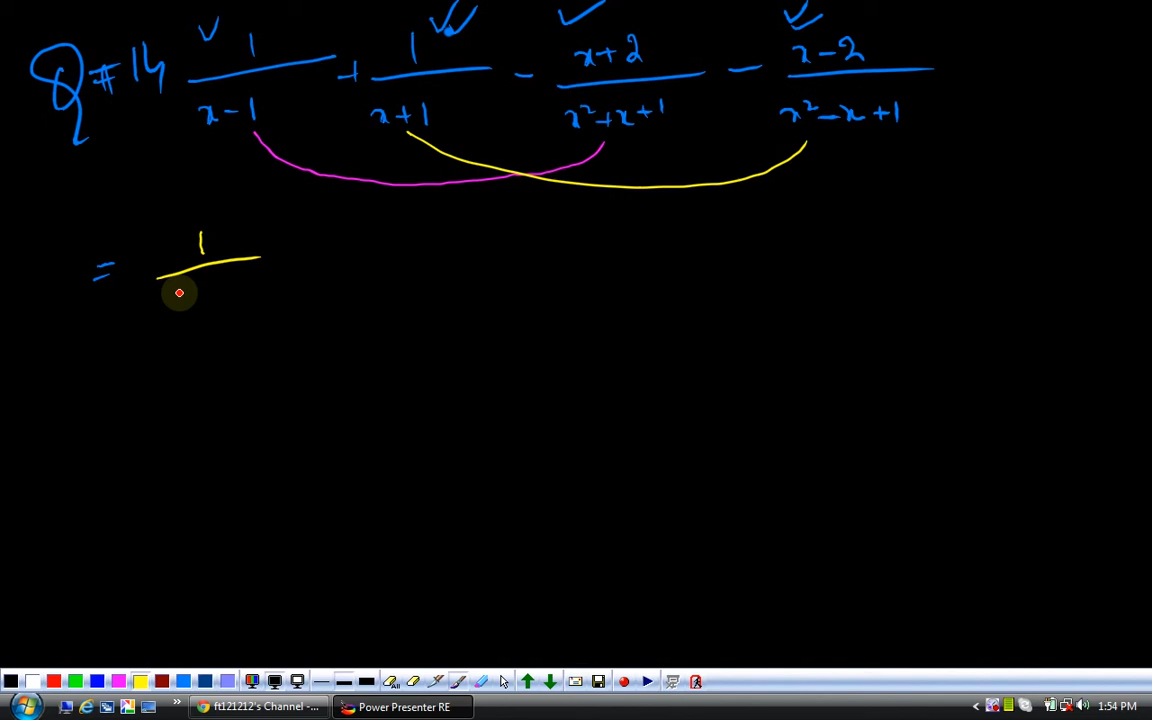 Q # 14 1/(x-1) + 1/(x+1) - (x+2)/(x²+x+1) - (x-2)/(x²-x+1)
= 1/
All
ft121212's Channel -...
Power Presenter RE
1:54 PM